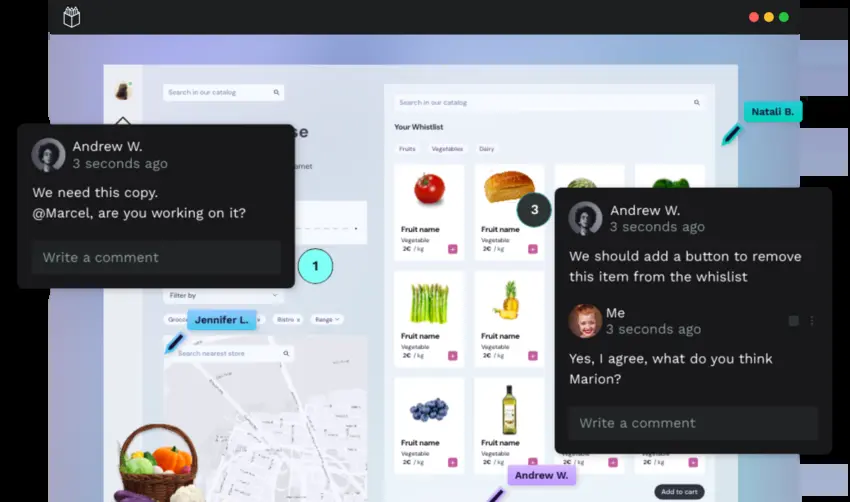 Search in our catalog
Search in our catalog
Natali B.
Your Whistlist
Fruits
Vegetables
Dairy
Andrew W.
3 seconds ago
We need this copy.
@Marcel, are you working on it?
Write a comment
1
Filter by
Jennifer L.
Bistro x
Range
Search nearest store
Fruit name
Vegetable
2€ / kg
+
Fruit name
Vegetable
2€ / kg
+
3
Andrew W.
3 seconds ago
We should add a button to remove
this item from the whislist
Me
3 seconds ago
Yes, I agree, what do you think
Marion?
Write a comment
Fruit name
Vegetable
2€ / kg
+
Fruit name
Vegetable
2€ / kg
+
Fruit name
Vegetable
2€ / kg
+
Fruit name
Vegetable
2€ / kg
+
Andrew W.
Add to cart